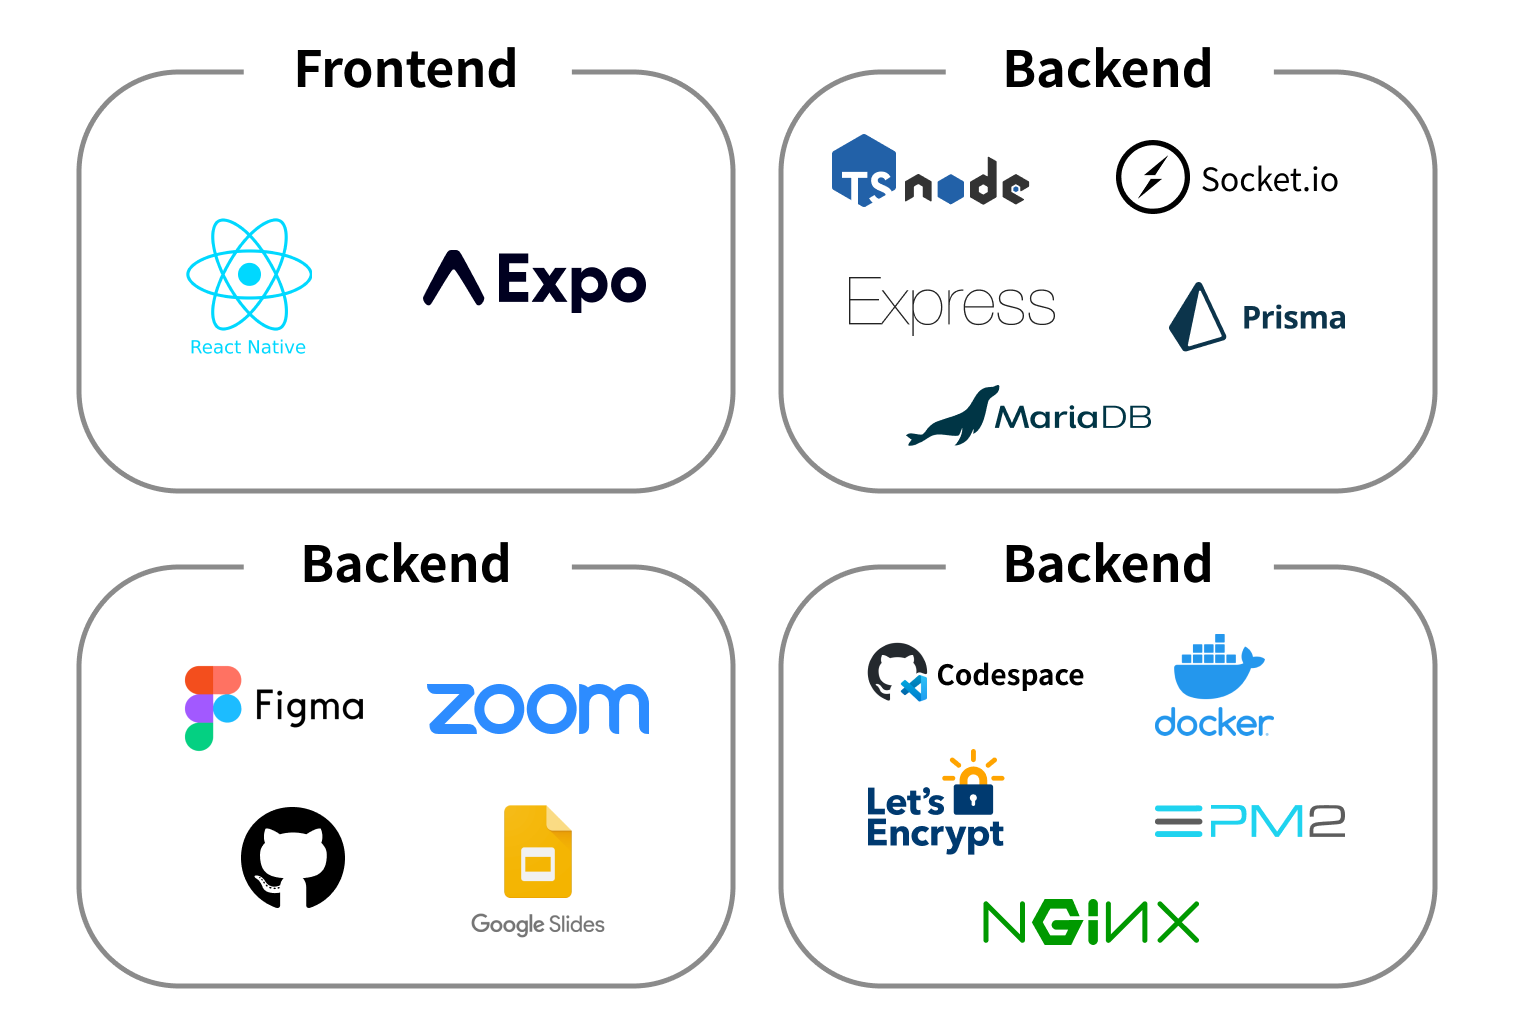 Frontend
React Native
Expo
Backend
TS node
Socket.io
Express
Prisma
MariaDB
Backend
Figma
zoom
Google Slides
Backend
Codespace
docker
Let's
Encrypt
PM2
NGINX